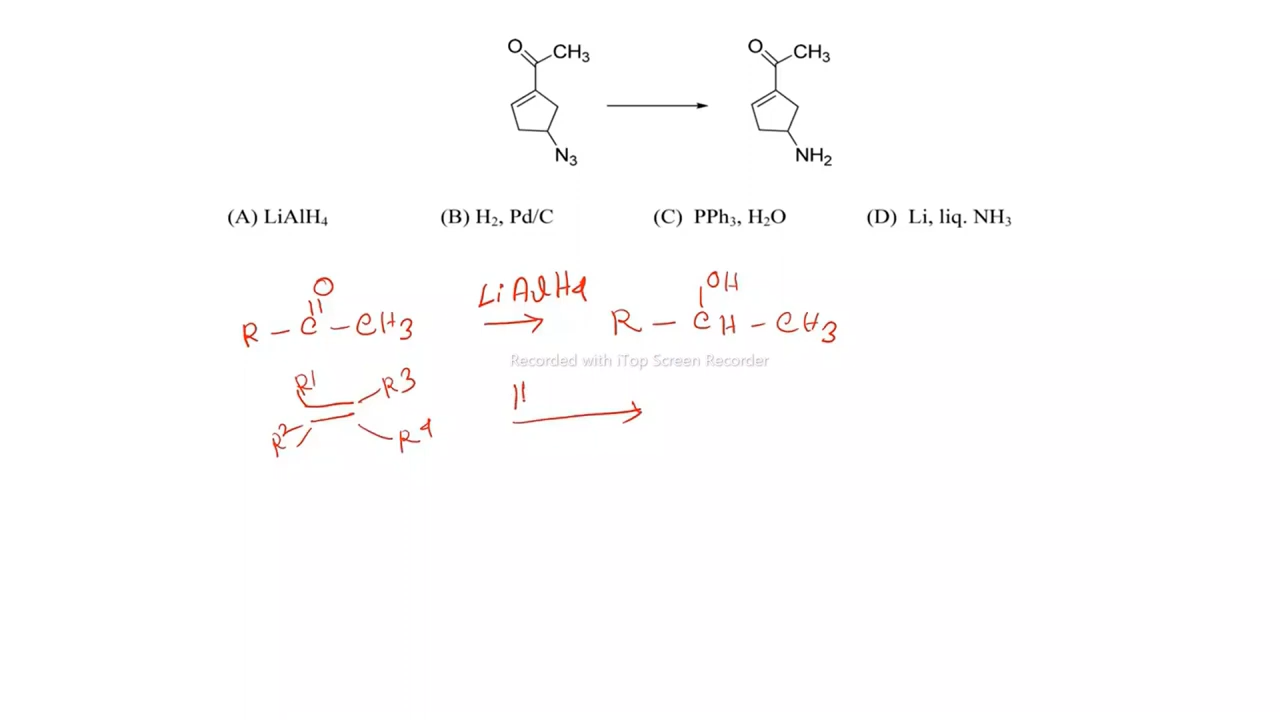 O CH₃ O CH₃
N₃ NH₂
(A) LiAlH₄ (B) H₂, Pd/C (C) PPh₃, H₂O (D) Li, liq. NH₃
O OH
R - C - CH3 LiAlH4 R - CH - CH3
Recorded with iTop Screen Recorder
R1 R3 11
R2 R4